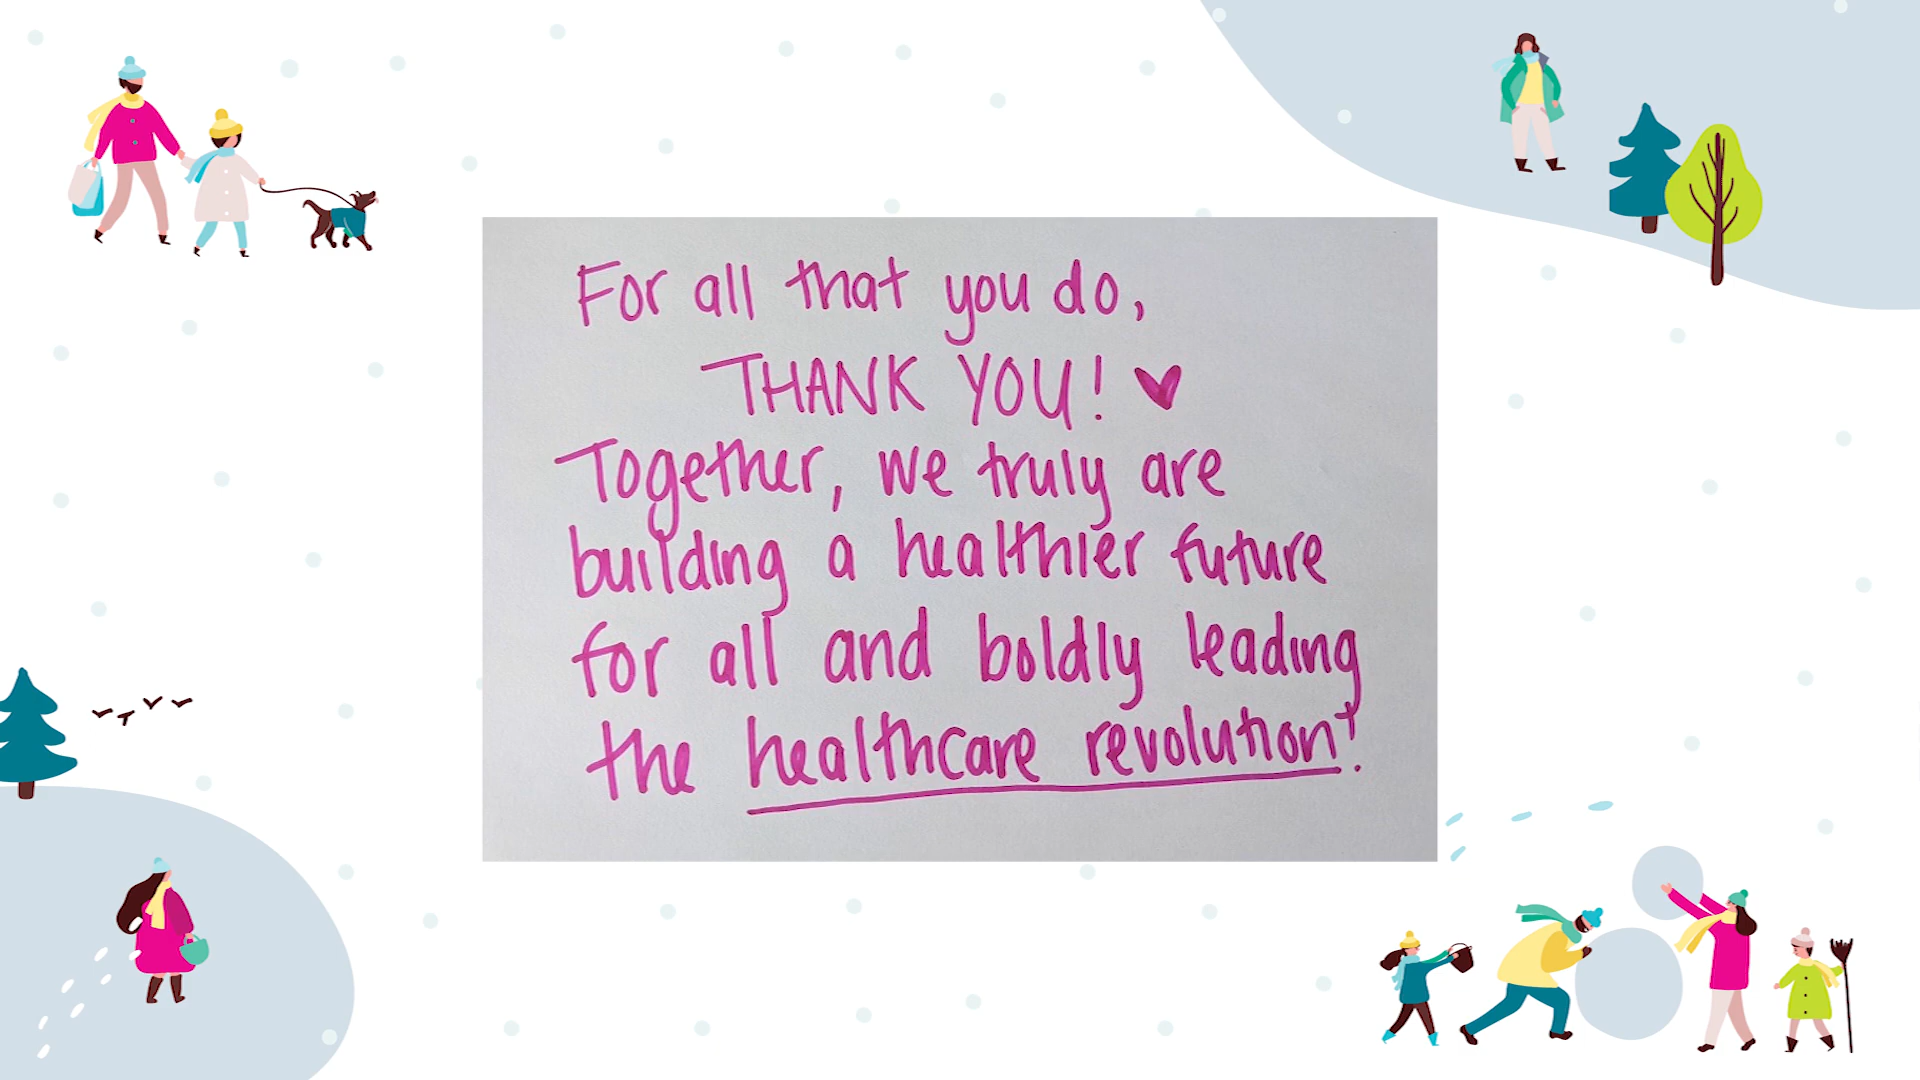 For all that you do,
THANK YOU! ♥
Together, we truly are
building a healthier future
for all and boldly leading
the healthcare revolution!